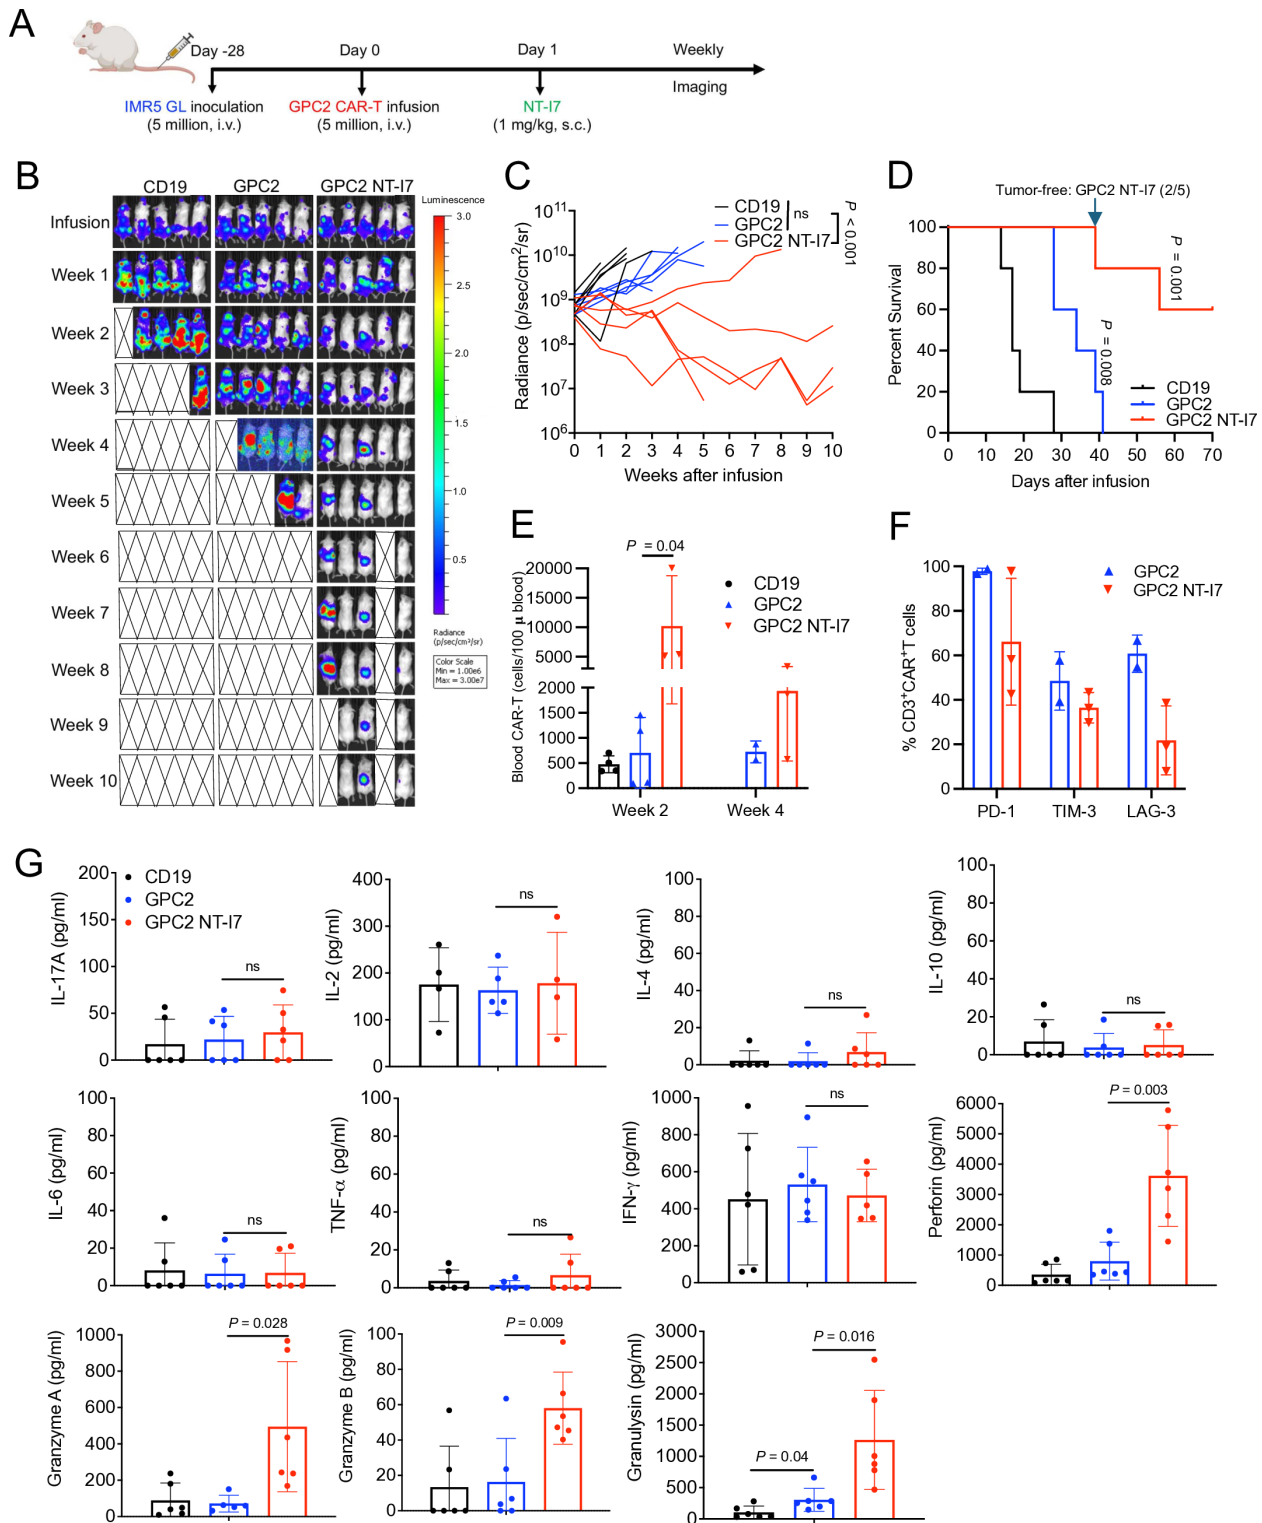 A
Day -28
Day 0
Day 1
Weekly
Imaging
IMR5 GL inoculation
(5 million, i.v.)
GPC2 CAR-T infusion
(5 million, i.v.)
NT-I7
(1 mg/kg, s.c.)
B
CD19
GPC2
GPC2 NT-I7
Infusion
Week 1
Week 2
Week 3
Week 4
Week 5
Week 6
Week 7
Week 8
Week 9
Week 10
Luminescence
3.0
2.5
2.0
1.5
1.0
0.5
Radiance
(p/sec/cm²/sr)
Color Scale
Min = 1.00e6
Max = 3.00e7
C
Radiance (p/sec/cm²/sr)
10¹¹
10¹⁰
10⁹
10⁸
10⁷
10⁶
0 1 2 3 4 5 6 7 8 9 10
Weeks after infusion
CD19
GPC2
GPC2 NT-I7
ns
P < 0.001
D
Tumor-free: GPC2 NT-I7 (2/5)
Percent Survival
100
80
60
40
20
0
0 10 20 30 40 50 60 70
Days after infusion
P = 0.001
P = 0.008
CD19
GPC2
GPC2 NT-I7
E
P = 0.04
Blood CAR-T (cells/100 µ blood)
20000
15000
10000
5000
2000
1500
1000
500
0
CD19
GPC2
GPC2 NT-I7
Week 2
Week 4
F
% CD3⁺CAR⁺T cells
100
80
60
40
20
0
GPC2
GPC2 NT-I7
PD-1
TIM-3
LAG-3
G
IL-17A (pg/ml)
200
150
100
50
0
CD19
GPC2
GPC2 NT-I7
ns
IL-2 (pg/ml)
400
300
200
100
0
ns
IL-4 (pg/ml)
100
80
60
40
20
0
ns
IL-10 (pg/ml)
100
80
60
40
20
0
ns
IL-6 (pg/ml)
100
80
60
40
20
0
ns
TNF-α (pg/ml)
100
80
60
40
20
0
ns
IFN-γ (pg/ml)
1000
800
600
400
200
0
ns
Perforin (pg/ml)
6000
5000
4000
3000
2000
1000
0
P = 0.003
Granzyme A (pg/ml)
1000
800
600
400
200
0
P = 0.028
Granzyme B (pg/ml)
100
80
60
40
20
0
P = 0.009
Granulysin (pg/ml)
3000
2500
2000
1500
1000
500
0
P = 0.04
P = 0.016